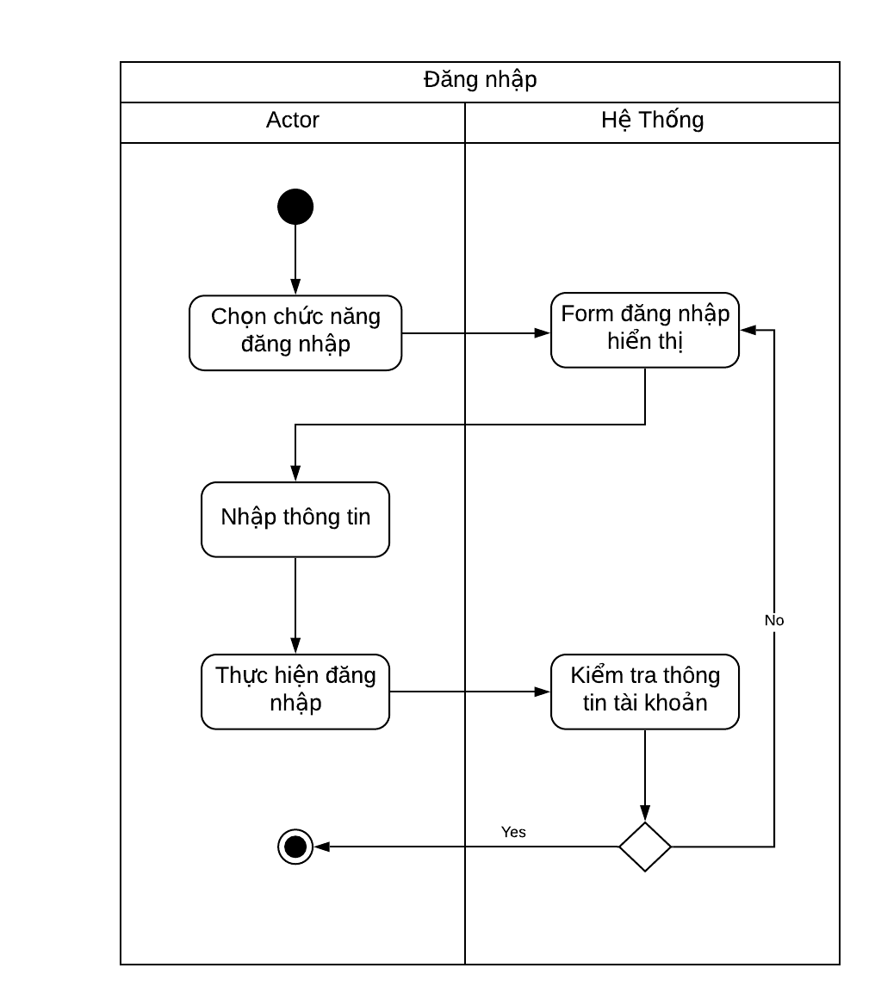 Đăng nhập
Actor
Hệ Thống
Chọn chức năng
đăng nhập
Form đăng nhập
hiển thị
Nhập thông tin
Thực hiện đăng
nhập
Kiểm tra thông
tin tài khoản
No
Yes